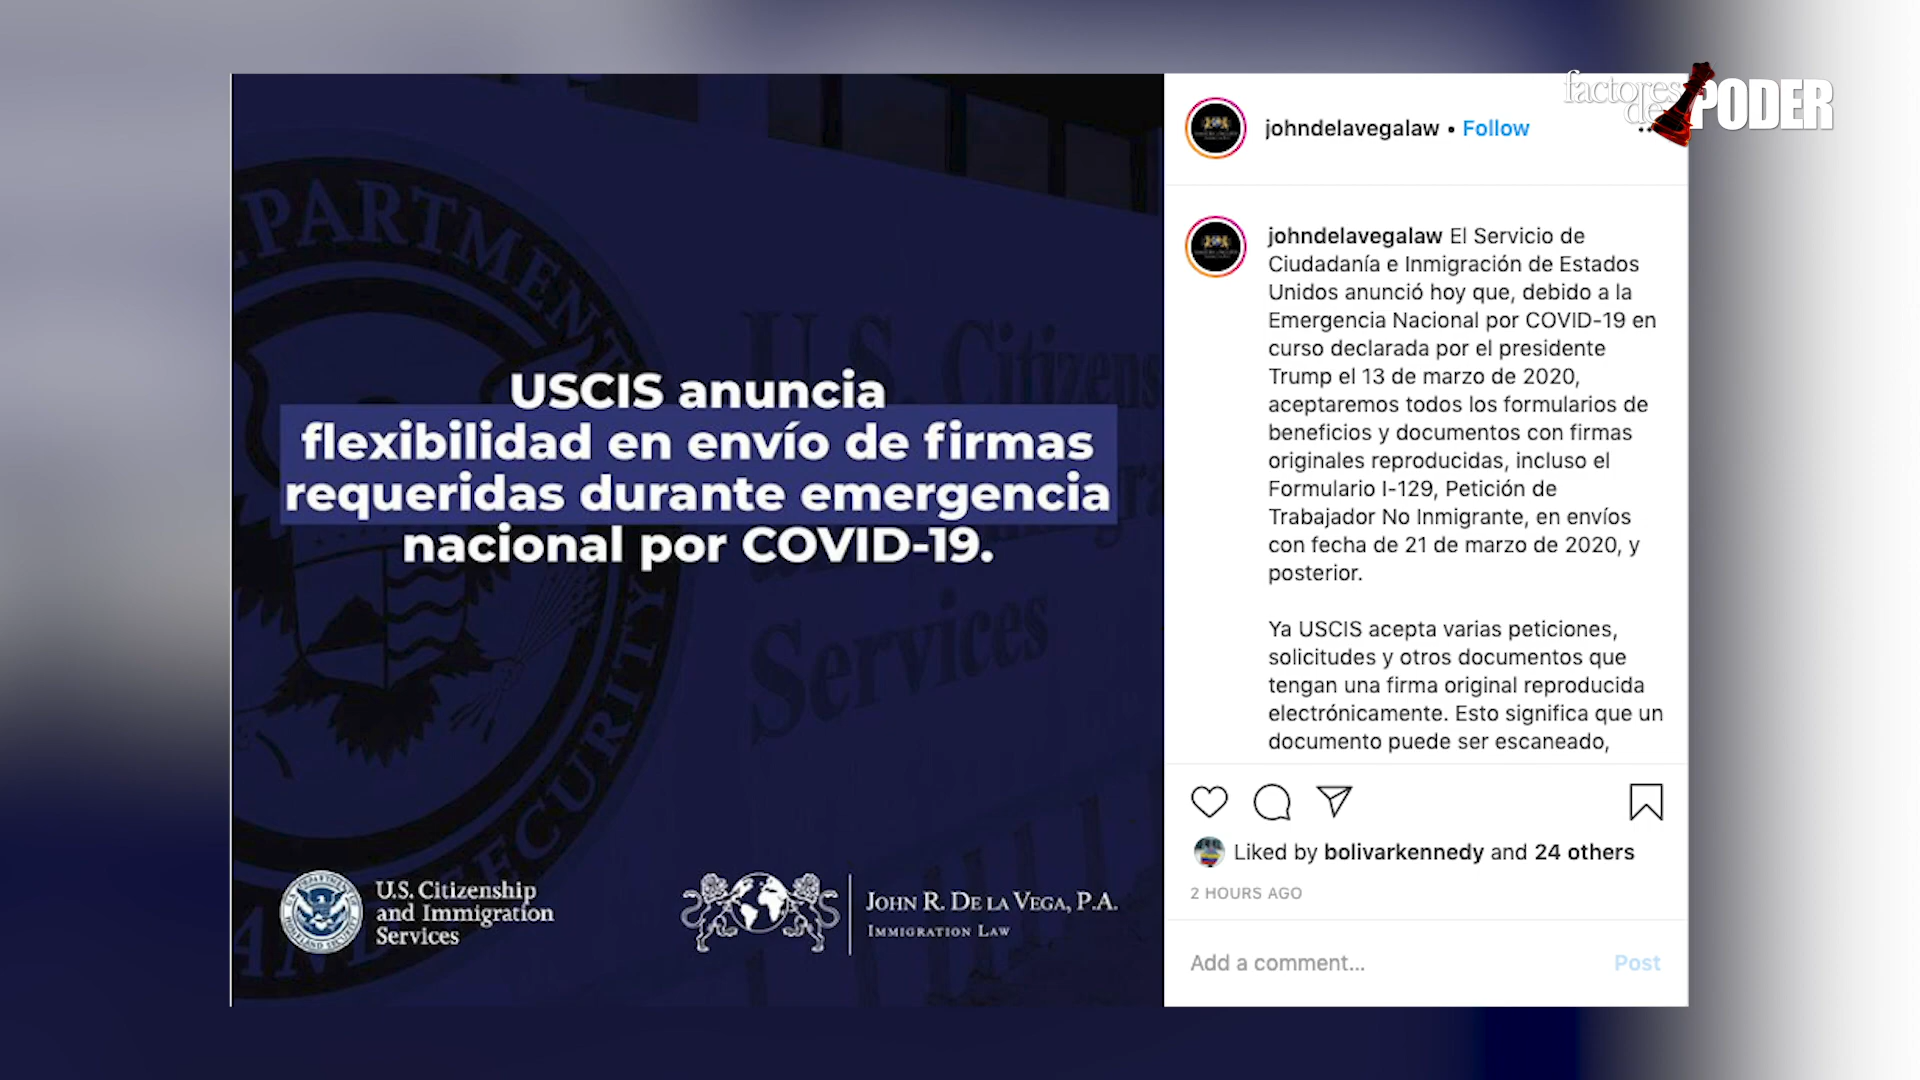 factores
de PODER
johndelavegalaw • Follow
johndelavegalaw El Servicio de
Ciudadanía e Inmigración de Estados
Unidos anunció hoy que, debido a la
Emergencia Nacional por COVID-19 en
curso declarada por el presidente
Trump el 13 de marzo de 2020,
aceptaremos todos los formularios de
beneficios y documentos con firmas
originales reproducidas, incluso el
Formulario I-129, Petición de
Trabajador No Inmigrante, en envíos
con fecha de 21 de marzo de 2020, y
posterior.
Ya USCIS acepta varias peticiones,
solicitudes y otros documentos que
tengan una firma original reproducida
electrónicamente. Esto significa que un
documento puede ser escaneado,
Liked by bolivarkennedy and 24 others
2 HOURS AGO
Add a comment...
Post
USCIS anuncia
flexibilidad en envío de firmas
requeridas durante emergencia
nacional por COVID-19.
U.S. Citizenship
and Immigration
Services
JOHN R. DE LA VEGA, P.A.
IMMIGRATION LAW
U.S. Citizens
Services
PARTMENT
SECURITY